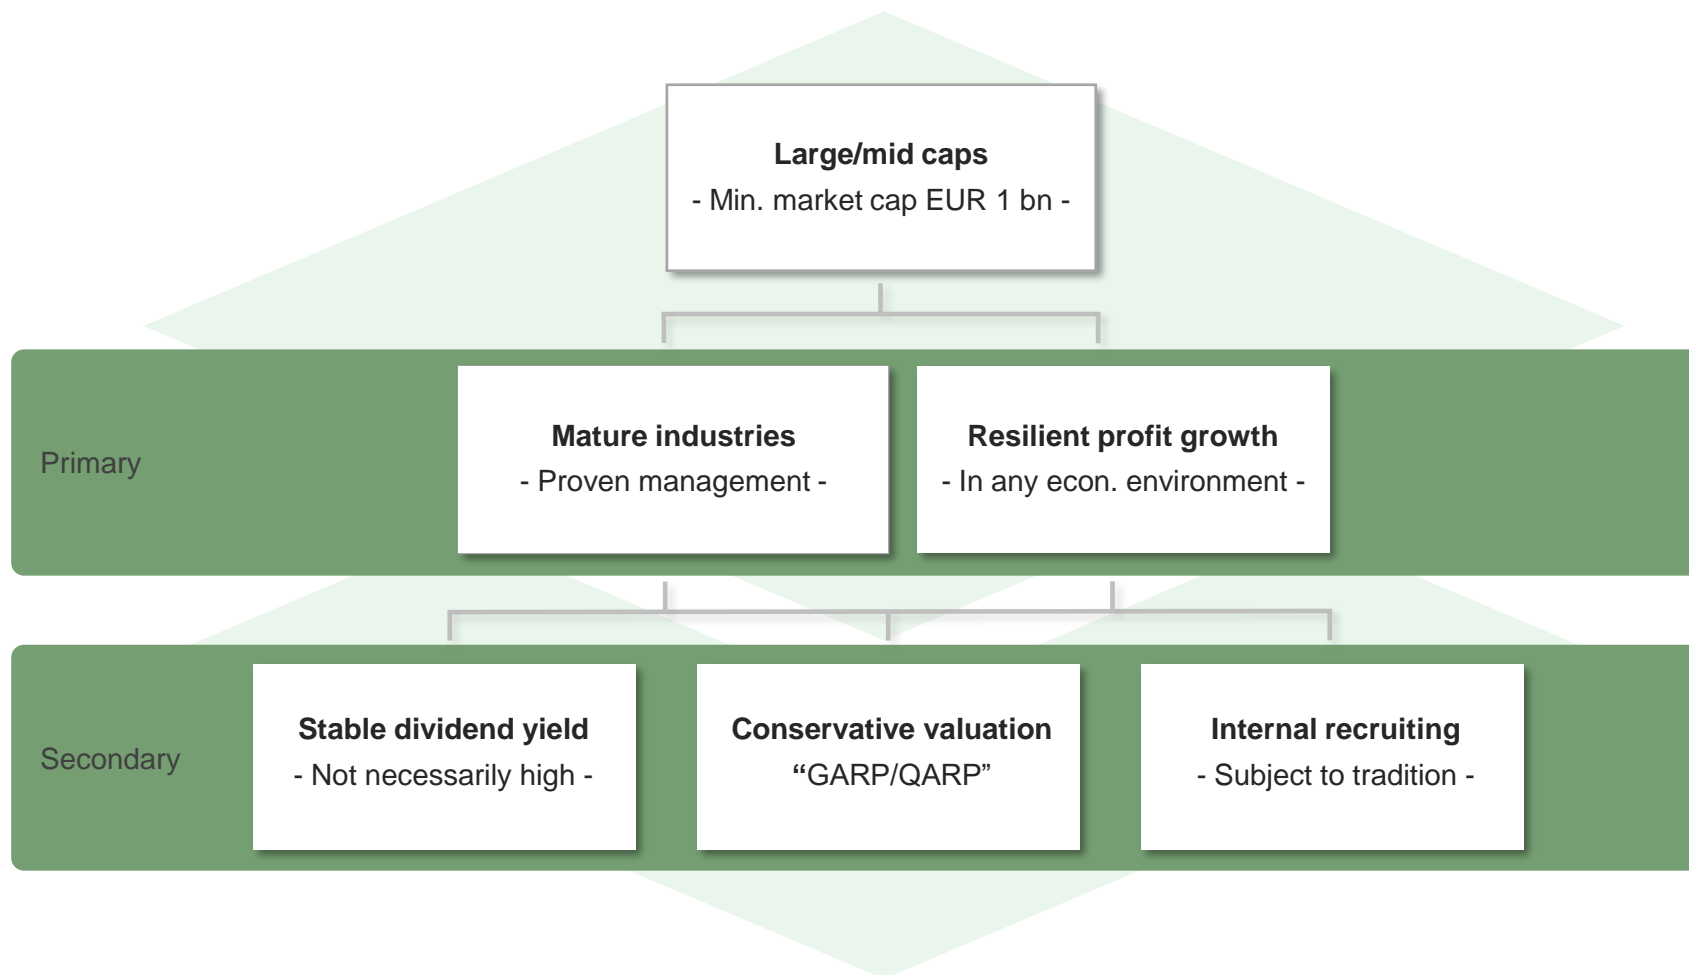 Large/mid caps
- Min. market cap EUR 1 bn -
Primary
Mature industries
- Proven management -
Resilient profit growth
- In any econ. environment -
Secondary
Stable dividend yield
- Not necessarily high -
Conservative valuation
“GARP/QARP”
Internal recruiting
- Subject to tradition -